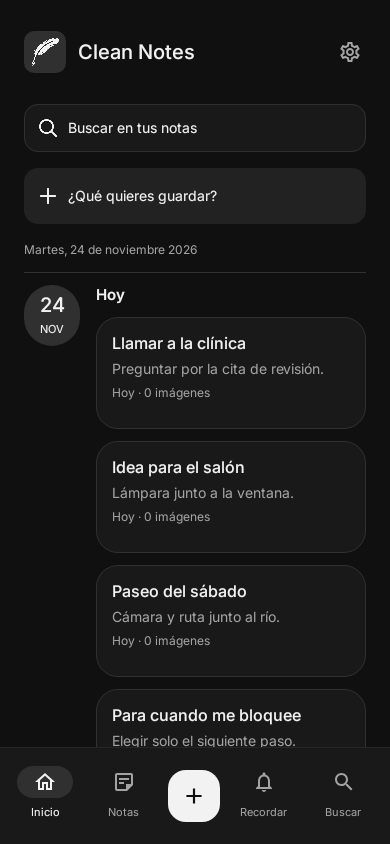 Clean Notes
Buscar en tus notas
¿Qué quieres guardar?
Martes, 24 de noviembre 2026
24
NOV
Hoy
Llamar a la clínica
Preguntar por la cita de revisión.
Hoy · 0 imágenes
Idea para el salón
Lámpara junto a la ventana.
Hoy · 0 imágenes
Paseo del sábado
Cámara y ruta junto al río.
Hoy · 0 imágenes
Para cuando me bloquee
Elegir solo el siguiente paso.
Inicio
Notas
Recordar
Buscar